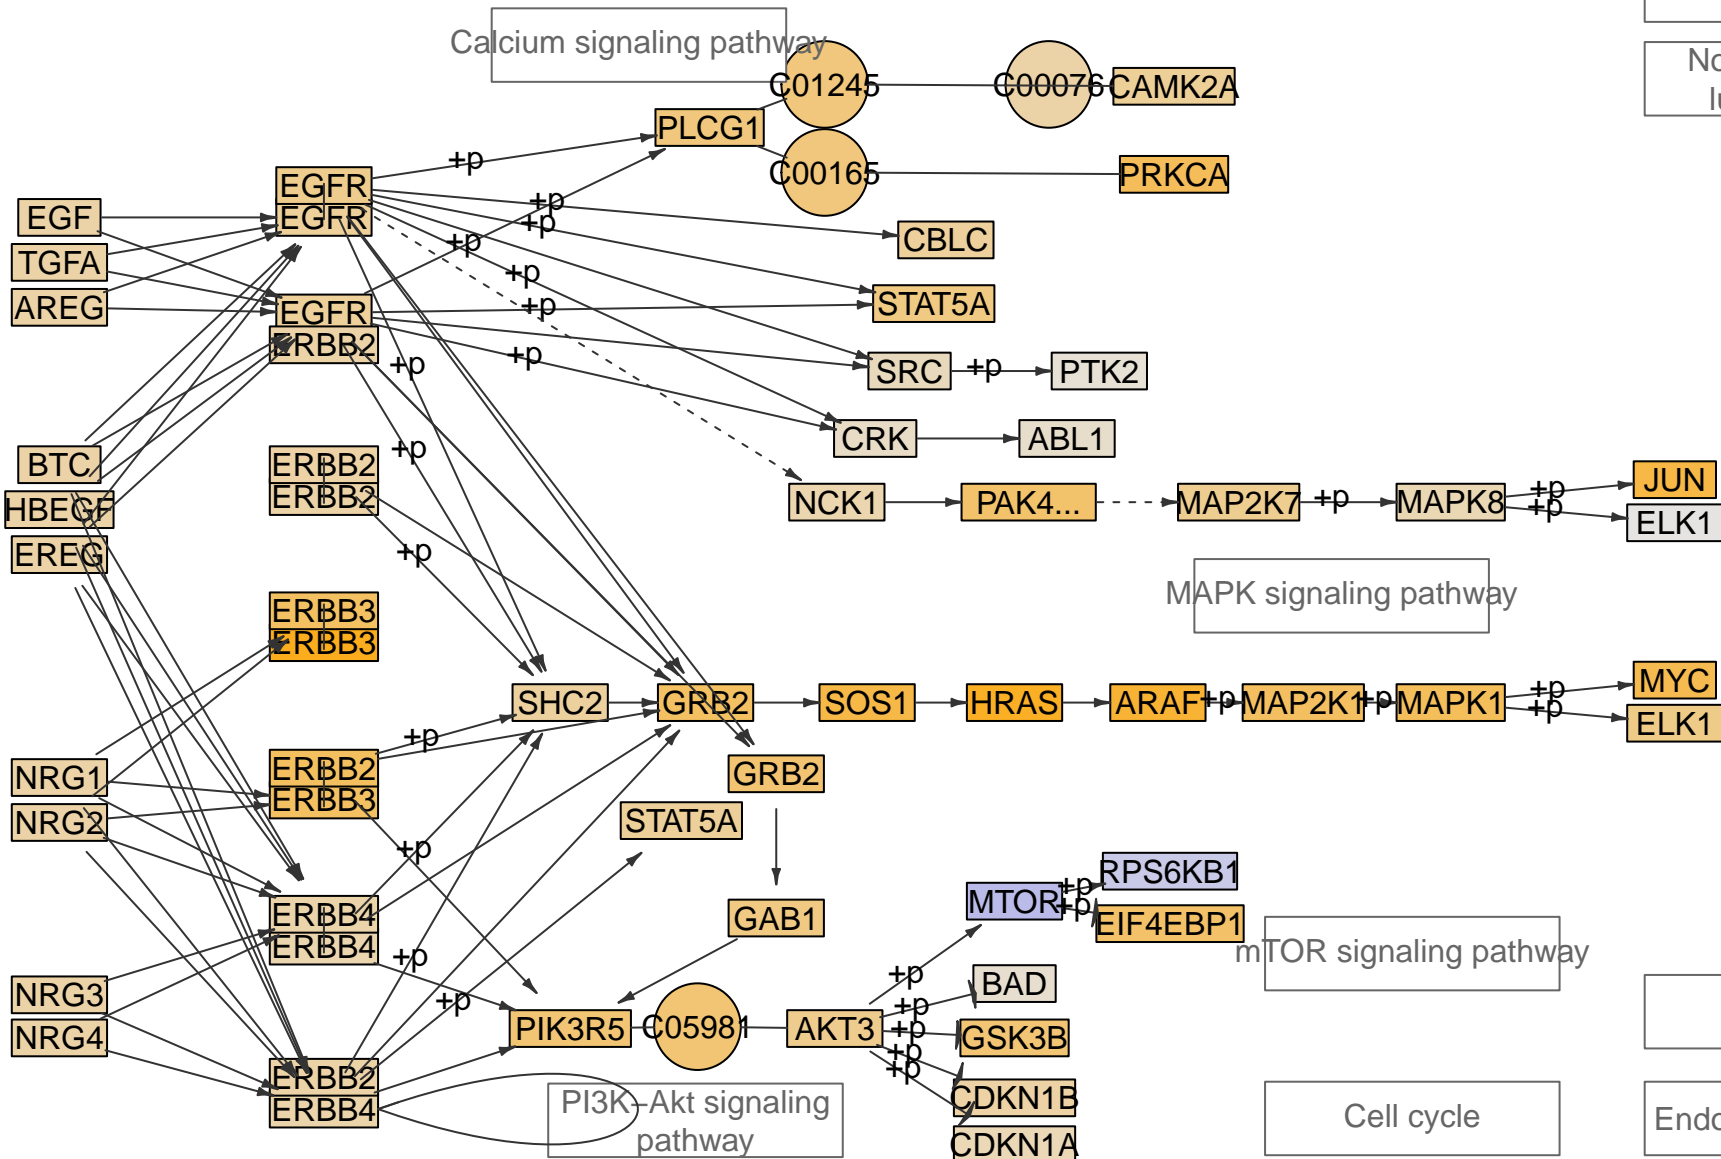 Calcium signaling pathway
C01245
C00076
CAMK2A
PLCG1
C00165
PRKCA
+p
EGFR
EGFR
EGF
TGFA
AREG
+p
+p
+p
CBLC
+p
EGFR
ERBB2
+p
STAT5A
+p
+p
SRC
+p
PTK2
CRK
ABL1
+p
BTC
HBEGF
EREG
ERBB2
ERBB2
NCK1
PAK4...
MAP2K7
+p
MAPK8
+p
+p
JUN
ELK1
+p
MAPK signaling pathway
ERBB3
ERBB3
SHC2
GRB2
SOS1
HRAS
ARAF
+p
MAP2K1
+p
MAPK1
+p
+p
MYC
ELK1
+p
NRG1
NRG2
ERBB2
ERBB3
GRB2
STAT5A
+p
MTOR
+p
+p
RPS6KB1
EIF4EBP1
ERBB4
ERBB4
GAB1
mTOR signaling pathway
+p
+p
BAD
NRG3
NRG4
+p
PIK3R5
C05981
AKT3
+p
+p
+p
+p
GSK3B
ERBB2
ERBB4
CDKN1B
CDKN1A
PI3K–Akt signaling
pathway
Cell cycle
No
lu
Endo